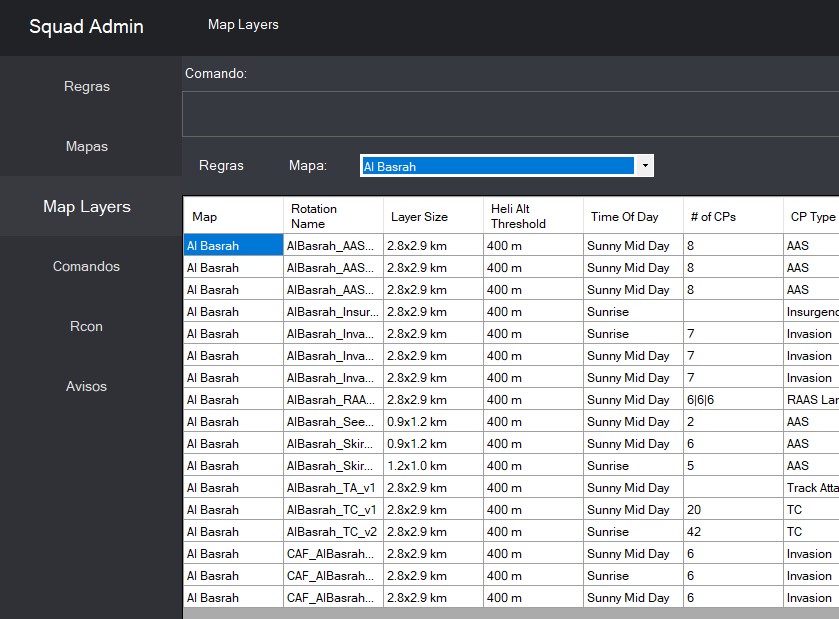 Squad Admin
Map Layers
Regras
Mapas
Map Layers
Comandos
Rcon
Avisos
Comando:
Regras Mapa: Al Basrah
Map Rotation Name Layer Size Heli Alt Threshold Time Of Day # of CPs CP Type
Al Basrah AlBasrah_AAS... 2.8x2.9 km 400 m Sunny Mid Day 8 AAS
Al Basrah AlBasrah_AAS... 2.8x2.9 km 400 m Sunny Mid Day 8 AAS
Al Basrah AlBasrah_AAS... 2.8x2.9 km 400 m Sunny Mid Day 8 AAS
Al Basrah AlBasrah_Insur... 2.8x2.9 km 400 m Sunrise Insurgenc
Al Basrah AlBasrah_Inva... 2.8x2.9 km 400 m Sunrise 7 Invasion
Al Basrah AlBasrah_Inva... 2.8x2.9 km 400 m Sunny Mid Day 7 Invasion
Al Basrah AlBasrah_Inva... 2.8x2.9 km 400 m Sunny Mid Day 7 Invasion
Al Basrah AlBasrah_RAA... 2.8x2.9 km 400 m Sunny Mid Day 6|6|6 RAAS Lan
Al Basrah AlBasrah_See... 0.9x1.2 km 400 m Sunny Mid Day 2 AAS
Al Basrah AlBasrah_Skir... 0.9x1.2 km 400 m Sunny Mid Day 6 AAS
Al Basrah AlBasrah_Skir... 1.2x1.0 km 400 m Sunrise 5 AAS
Al Basrah AlBasrah_TA_v1 2.8x2.9 km 400 m Sunny Mid Day Track Atta
Al Basrah AlBasrah_TC_v1 2.8x2.9 km 400 m Sunny Mid Day 20 TC
Al Basrah AlBasrah_TC_v2 2.8x2.9 km 400 m Sunrise 42 TC
Al Basrah CAF_AlBasrah... 2.8x2.9 km 400 m Sunny Mid Day 6 Invasion
Al Basrah CAF_AlBasrah... 2.8x2.9 km 400 m Sunrise 6 Invasion
Al Basrah CAF_AlBasrah... 2.8x2.9 km 400 m Sunny Mid Day 6 Invasion